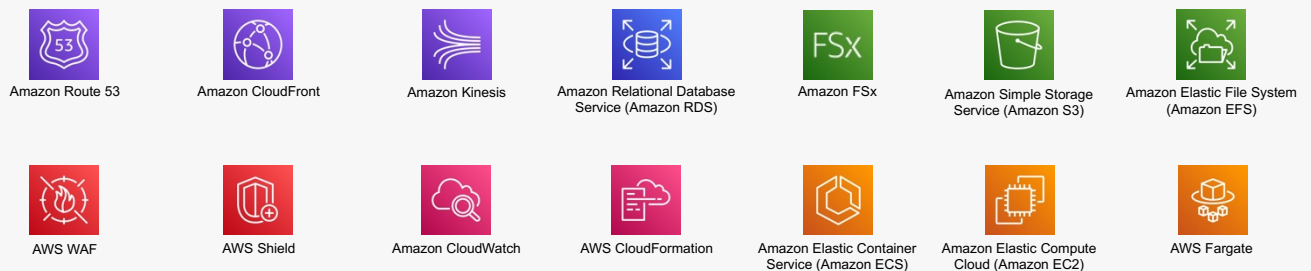 53
FSx
Amazon Route 53
Amazon CloudFront
Amazon Kinesis
Amazon Relational Database
Service (Amazon RDS)
Amazon FSx
Amazon Simple Storage
Service (Amazon S3)
Amazon Elastic File System
(Amazon EFS)
AWS WAF
AWS Shield
Amazon CloudWatch
AWS CloudFormation
Amazon Elastic Container
Service (Amazon ECS)
Amazon Elastic Compute
Cloud (Amazon EC2)
AWS Fargate